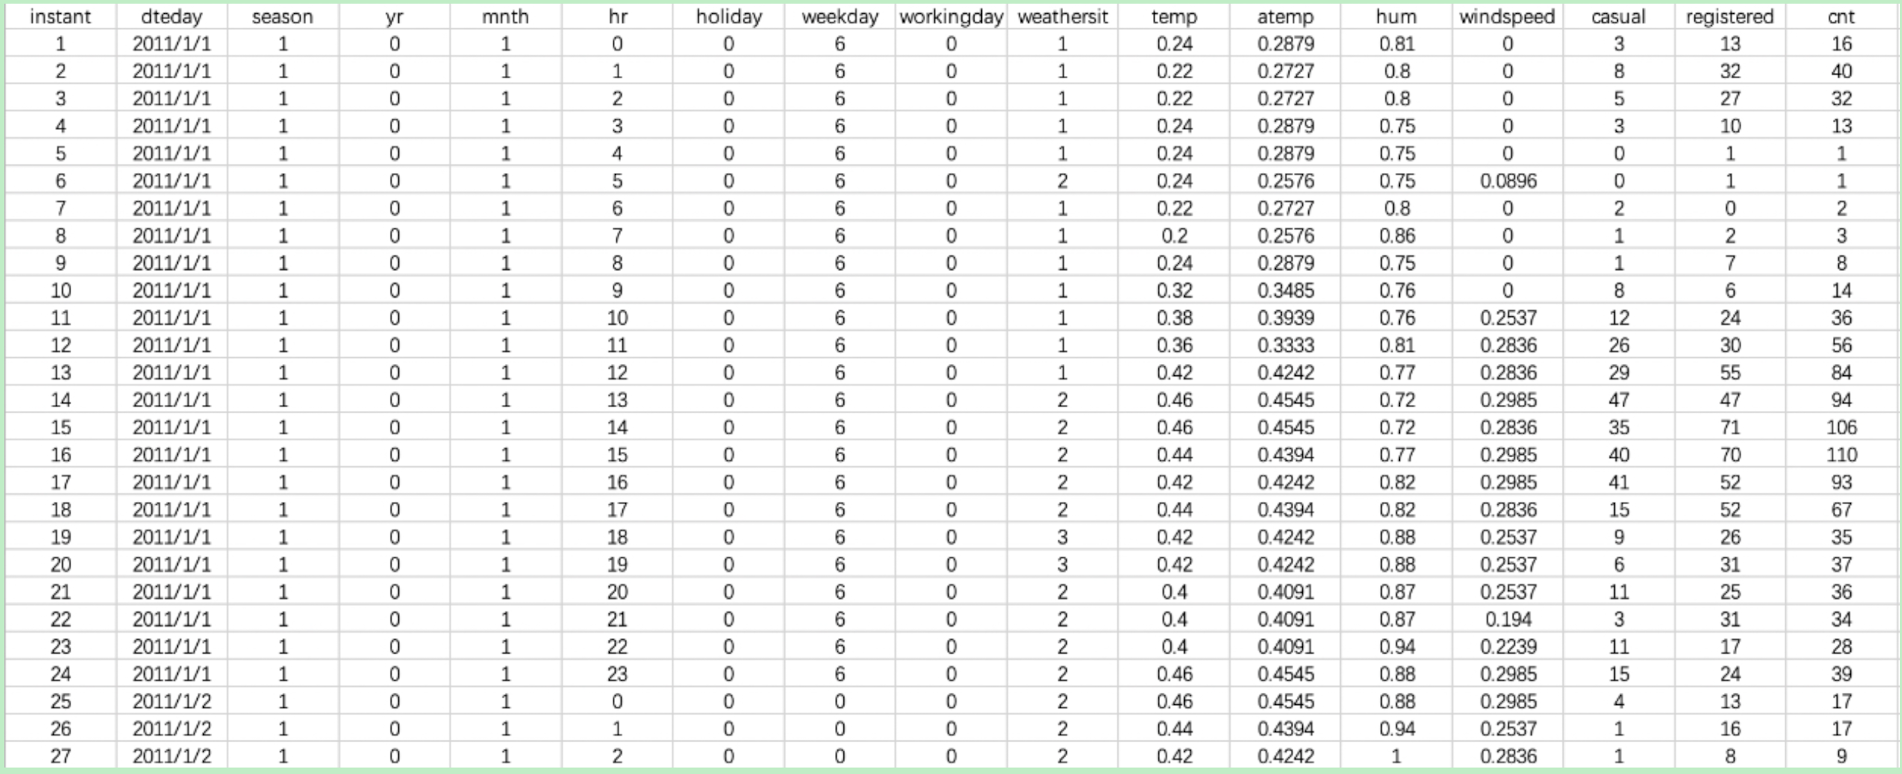 instant dteday season yr mnth hr holiday weekday workingday weathersit temp atemp hum windspeed casual registered cnt
1 2011/1/1 1 0 1 0 0 6 0 1 0.24 0.2879 0.81 0 3 13 16
2 2011/1/1 1 0 1 1 0 6 0 1 0.22 0.2727 0.8 0 8 32 40
3 2011/1/1 1 0 1 2 0 6 0 1 0.22 0.2727 0.8 0 5 27 32
4 2011/1/1 1 0 1 3 0 6 0 1 0.24 0.2879 0.75 0 3 10 13
5 2011/1/1 1 0 1 4 0 6 0 1 0.24 0.2879 0.75 0 0 1 1
6 2011/1/1 1 0 1 5 0 6 0 2 0.24 0.2576 0.75 0.0896 0 1 1
7 2011/1/1 1 0 1 6 0 6 0 1 0.22 0.2727 0.8 0 2 0 2
8 2011/1/1 1 0 1 7 0 6 0 1 0.2 0.2576 0.86 0 1 2 3
9 2011/1/1 1 0 1 8 0 6 0 1 0.24 0.2879 0.75 0 1 7 8
10 2011/1/1 1 0 1 9 0 6 0 1 0.32 0.3485 0.76 0 8 6 14
11 2011/1/1 1 0 1 10 0 6 0 1 0.38 0.3939 0.76 0.2537 12 24 36
12 2011/1/1 1 0 1 11 0 6 0 1 0.36 0.3333 0.81 0.2836 26 30 56
13 2011/1/1 1 0 1 12 0 6 0 1 0.42 0.4242 0.77 0.2836 29 55 84
14 2011/1/1 1 0 1 13 0 6 0 2 0.46 0.4545 0.72 0.2985 47 47 94
15 2011/1/1 1 0 1 14 0 6 0 2 0.46 0.4545 0.72 0.2836 35 71 106
16 2011/1/1 1 0 1 15 0 6 0 2 0.44 0.4394 0.77 0.2985 40 70 110
17 2011/1/1 1 0 1 16 0 6 0 2 0.42 0.4242 0.82 0.2985 41 52 93
18 2011/1/1 1 0 1 17 0 6 0 2 0.44 0.4394 0.82 0.2836 15 52 67
19 2011/1/1 1 0 1 18 0 6 0 3 0.42 0.4242 0.88 0.2537 9 26 35
20 2011/1/1 1 0 1 19 0 6 0 3 0.42 0.4242 0.88 0.2537 6 31 37
21 2011/1/1 1 0 1 20 0 6 0 2 0.4 0.4091 0.87 0.2537 11 25 36
22 2011/1/1 1 0 1 21 0 6 0 2 0.4 0.4091 0.87 0.194 3 31 34
23 2011/1/1 1 0 1 22 0 6 0 2 0.4 0.4091 0.94 0.2239 11 17 28
24 2011/1/1 1 0 1 23 0 6 0 2 0.46 0.4545 0.88 0.2985 15 24 39
25 2011/1/2 1 0 1 0 0 0 0 2 0.46 0.4545 0.88 0.2985 4 13 17
26 2011/1/2 1 0 1 1 0 0 0 2 0.44 0.4394 0.94 0.2537 1 16 17
27 2011/1/2 1 0 1 2 0 0 0 2 0.42 0.4242 1 0.2836 1 8 9